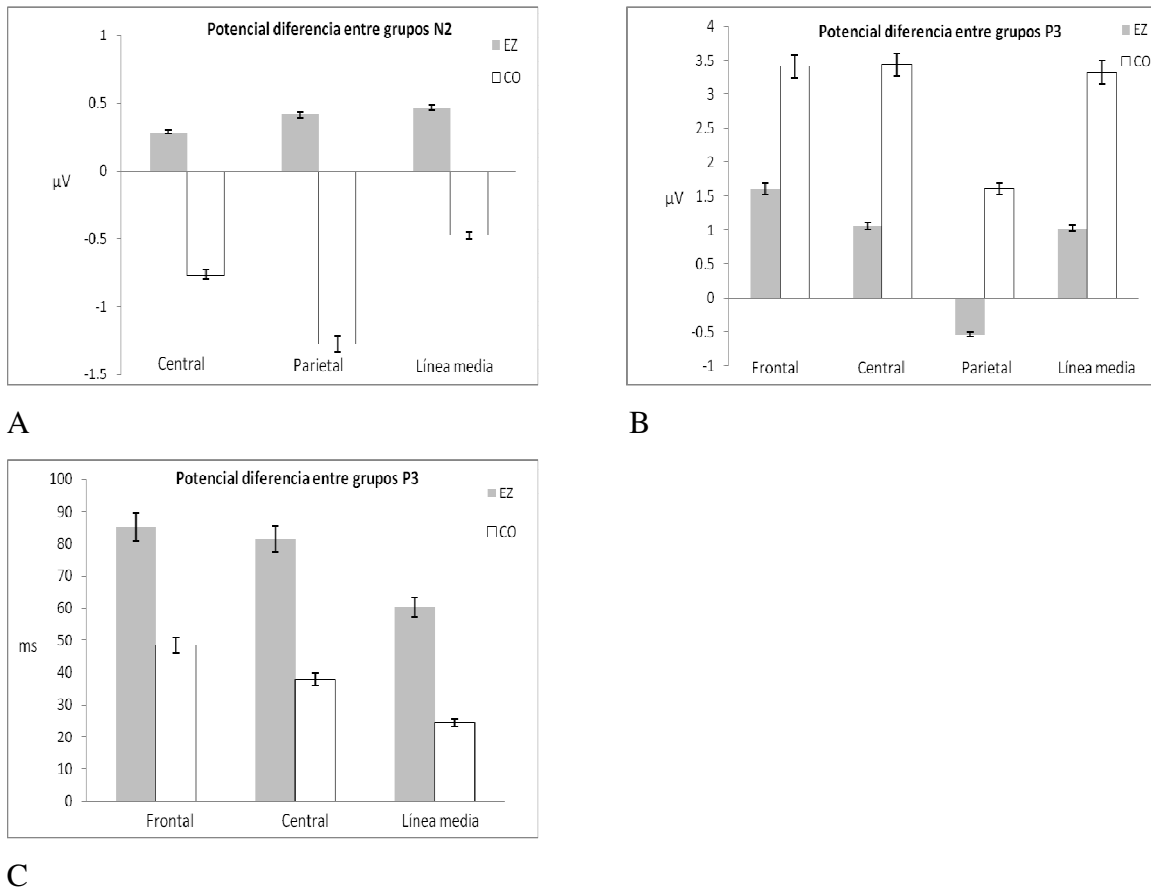 Potencial diferencia entre grupos N2
EZ
CO
1
0.5
0
-0.5
-1
-1.5
µV
Central
Parietal
Línea media
A
Potencial diferencia entre grupos P3
EZ
CO
4
3.5
3
2.5
2
1.5
1
0.5
0
-0.5
-1
µV
Frontal
Central
Parietal
Línea media
B
Potencial diferencia entre grupos P3
EZ
CO
100
90
80
70
60
50
40
30
20
10
0
ms
Frontal
Central
Línea media
C